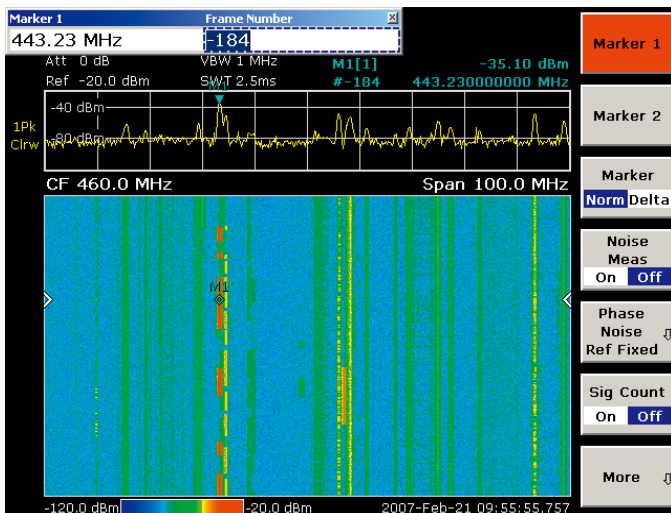 Marker 1 Frame Number
443.23 MHz -184
Att 0 dB VBW 1 MHz M1[1] -35.10 dBm
Ref -20.0 dBm SWT 2.5ms #-184 443.230000000 MHz
M1
-40 dBm
1Pk
Clrw
-80 dBm
CF 460.0 MHz Span 100.0 MHz
M1
-120.0 dBm -20.0 dBm 2007-Feb-21 09:55:55.757
Marker 1
Marker 2
Marker
Norm Delta
Noise
Meas
On Off
Phase
Noise
Ref Fixed
Sig Count
On Off
More